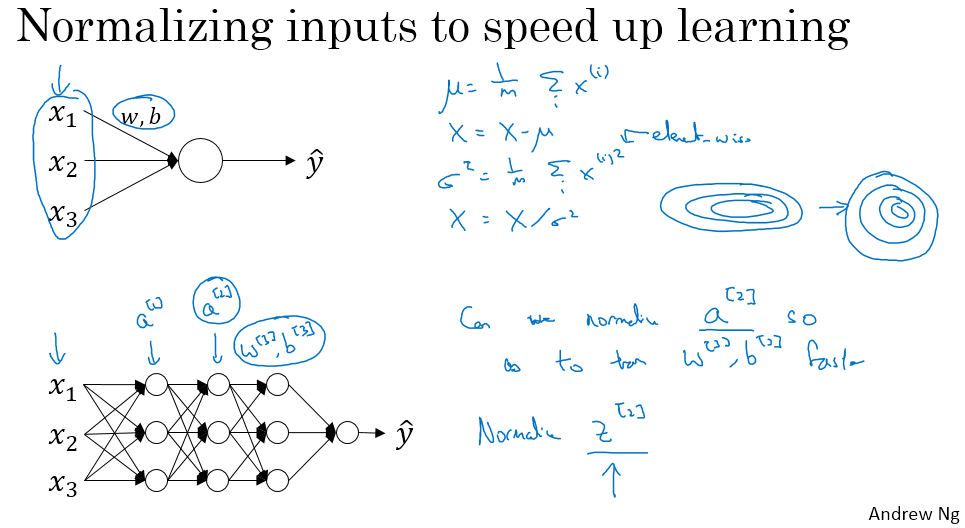 Normalizing inputs to speed up learning
x₁
x₂
x₃
w, b
ŷ
μ = 1/m Σᵢ x⁽ⁱ⁾
X = X - μ
σ² = 1/m Σᵢ x⁽ⁱ⁾² ← element-wise
X = X / σ²
a[1]
a[2]
w[3], b[3]
x₁
x₂
x₃
ŷ
Can we normalize a[2] so
as to train w[3], b[3] faster
Normalize z[2]
Andrew Ng